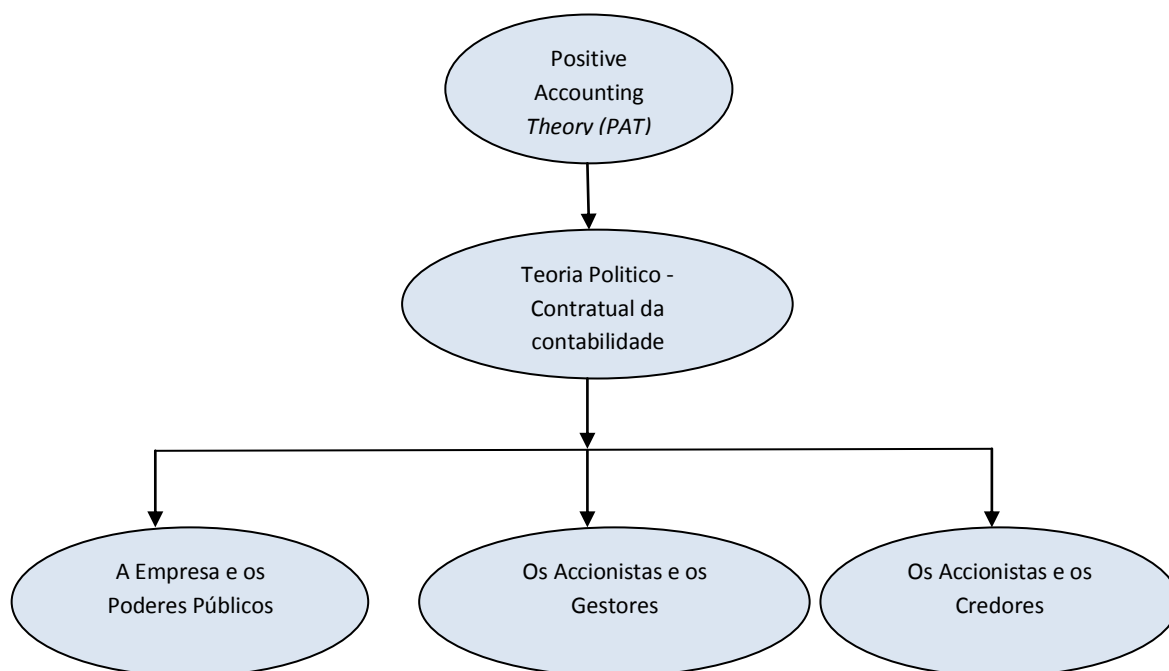 Positive
Accounting
Theory (PAT)
Teoria Politico -
Contratual da
contabilidade
A Empresa e os
Poderes Públicos
Os Accionistas e os
Gestores
Os Accionistas e os
Credores